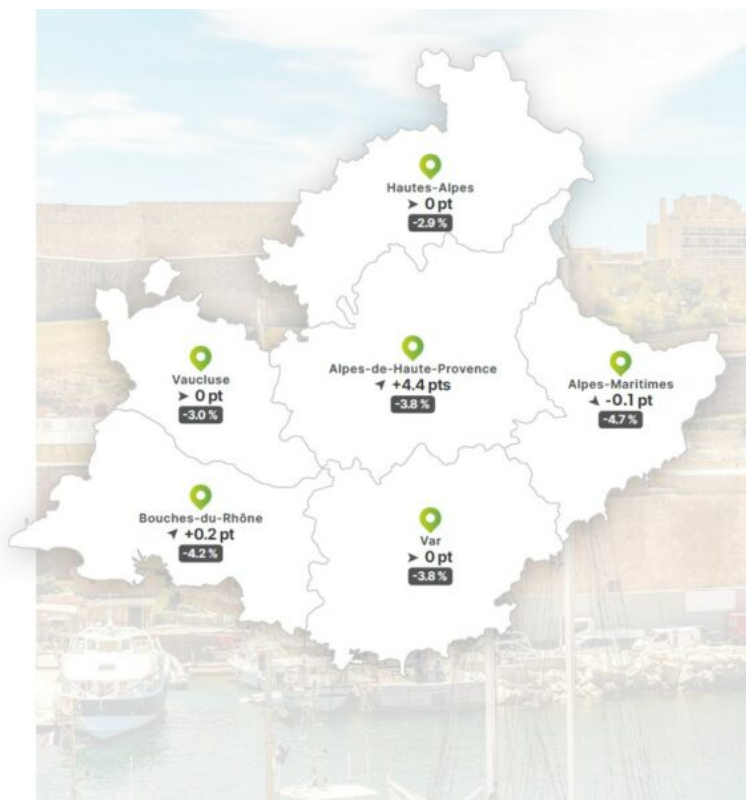 Hautes-Alpes
➤ 0 pt
-2.9 %
Alpes-de-Haute-Provence
➤ +4.4 pts
-3.8 %
Vaucluse
➤ 0 pt
-3.0 %
Alpes-Maritimes
➤ -0.1 pt
-4.7 %
Bouches-du-Rhône
➤ +0.2 pt
-4.2 %
Var
➤ 0 pt
-3.8 %